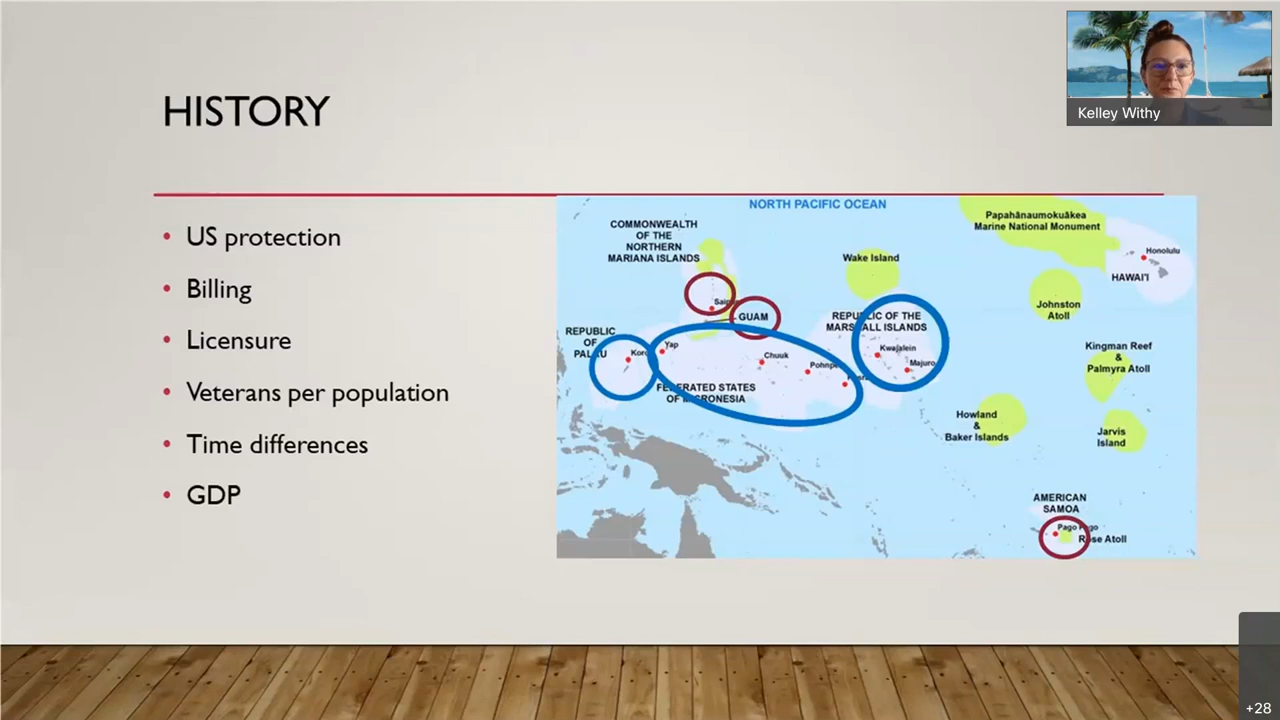 HISTORY
Kelley Withy
• US protection
• Billing
• Licensure
• Veterans per population
• Time differences
• GDP
NORTH PACIFIC OCEAN
COMMONWEALTH
OF THE
NORTHERN
MARIANA ISLANDS
Papahānaumokuākea
Marine National Monument
Honolulu
HAWAI'I
Wake Island
Johnston
Atoll
GUAM
REPUBLIC OF THE
MARSHALL ISLANDS
Kwajalein
Majuro
REPUBLIC
OF
PALAU
Yap
Chuuk
FEDERATED STATES
OF MICRONESIA
Kingman Reef
&
Palmyra Atoll
Howland
&
Baker Islands
Jarvis
Island
AMERICAN
SAMOA
Pago Pago
Rose Atoll
+28